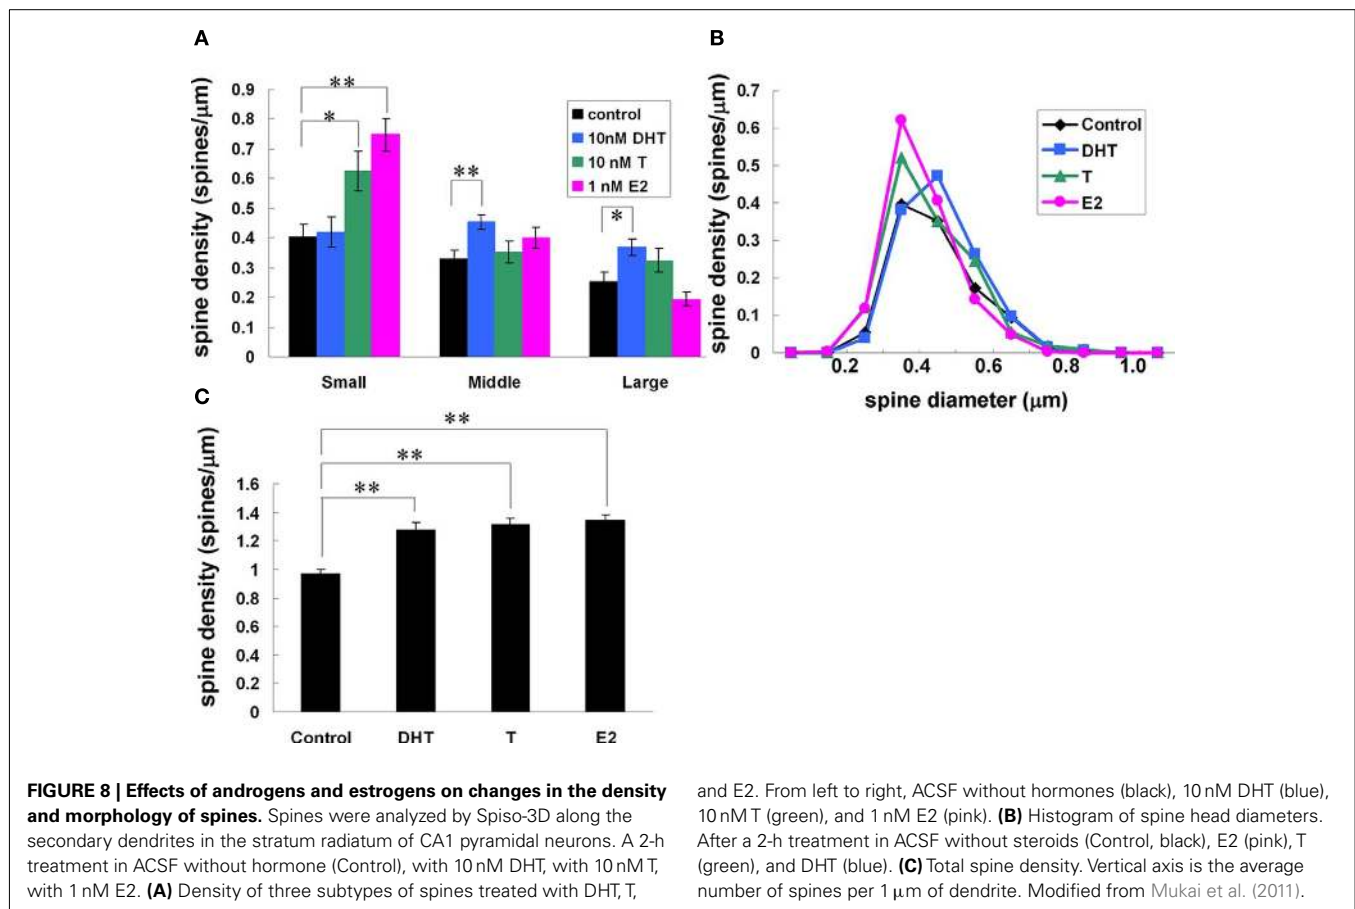 A
spine density (spines/μm)
0.9
0.8
0.7
0.6
0.5
0.4
0.3
0.2
0.1
0
**
*
**
*
control
10nM DHT
10 nM T
1 nM E2
Small
Middle
Large
B
spine density (spines/μm)
0.7
0.6
0.5
0.4
0.3
0.2
0.1
0
Control
DHT
T
E2
0.2
0.4
0.6
0.8
1.0
spine diameter (μm)
C
spine density (spines/μm)
1.6
1.4
1.2
1
0.8
0.6
0.4
0.2
0
**
**
**
Control
DHT
T
E2
FIGURE 8 | Effects of androgens and estrogens on changes in the density
and morphology of spines. Spines were analyzed by Spiso-3D along the
secondary dendrites in the stratum radiatum of CA1 pyramidal neurons. A 2-h
treatment in ACSF without hormone (Control), with 10 nM DHT, with 10 nM T,
with 1 nM E2. (A) Density of three subtypes of spines treated with DHT, T,
and E2. From left to right, ACSF without hormones (black), 10 nM DHT (blue),
10 nM T (green), and 1 nM E2 (pink). (B) Histogram of spine head diameters.
After a 2-h treatment in ACSF without steroids (Control, black), E2 (pink), T
(green), and DHT (blue). (C) Total spine density. Vertical axis is the average
number of spines per 1 μm of dendrite. Modified from Mukai et al. (2011).